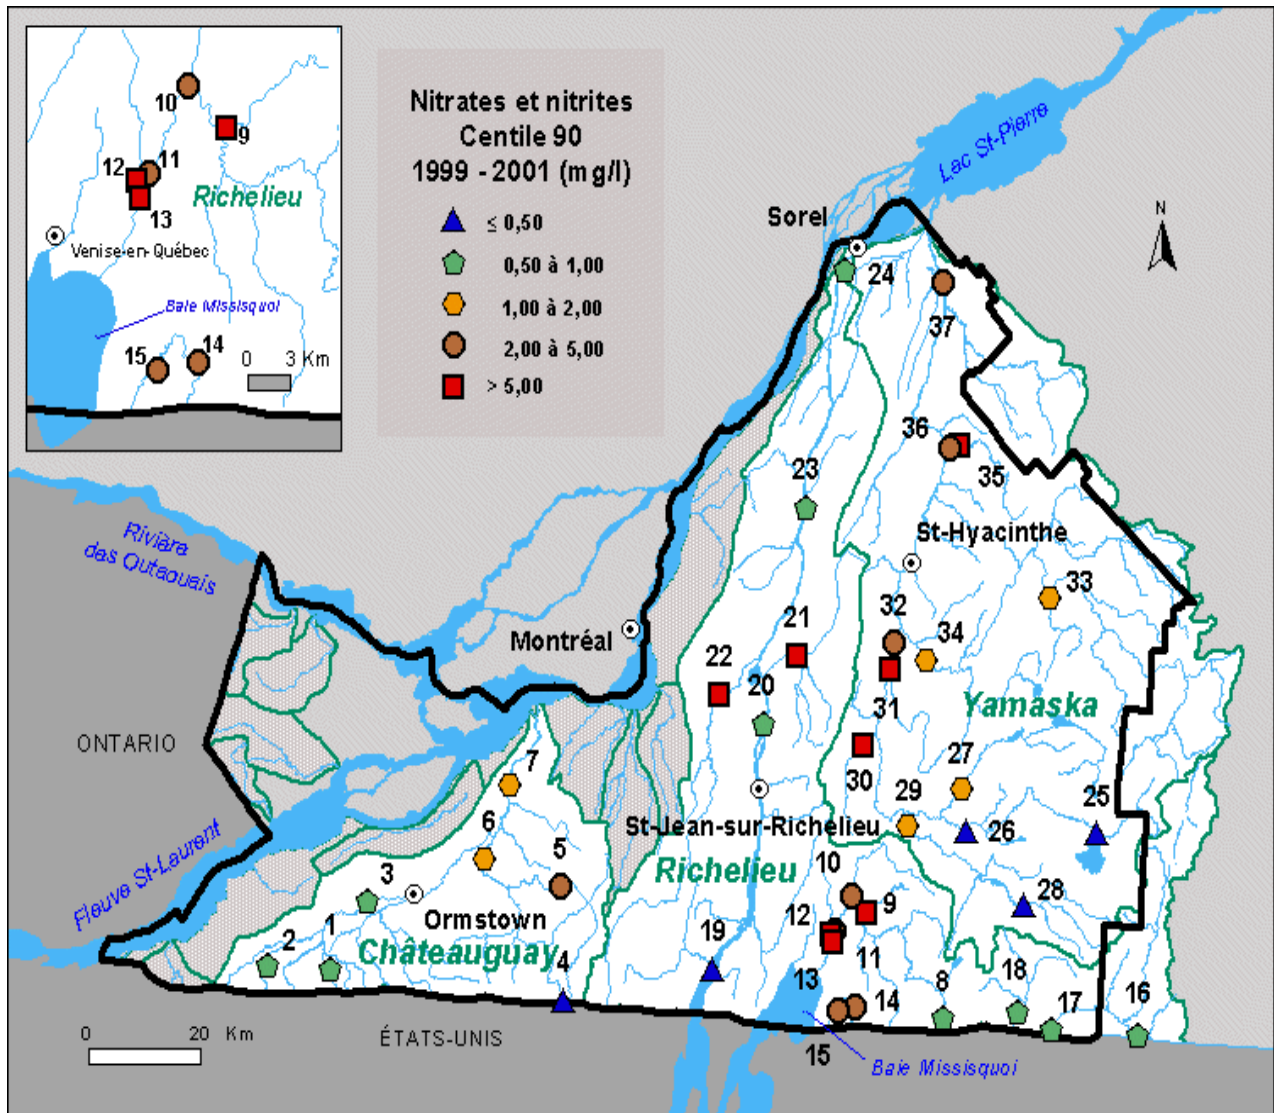 10
9
12
11
Richelieu
13
Venise-en-Québec
Baie Missisquoi
15
14
0 3 Km
Nitrates et nitrites
Centile 90
1999 - 2001 (mg/l)
≤ 0,50
0,50 à 1,00
1,00 à 2,00
2,00 à 5,00
> 5,00
Lac St-Pierre
N
Sorel
24
37
36
35
23
St-Hyacinthe
Rivière
des Outaouais
33
32
34
21
Montréal
22
20
31
Yamaska
ONTARIO
30
27
7
29
25
26
St-Jean-sur-Richelieu
6
5
3
Richelieu
10
28
Fleuve St-Laurent
9
12
Ormstown
Châteauguay
2
1
4
19
11
13
14
8
18
17
16
0 20 Km
ÉTATS-UNIS
15
Baie Missisquoi